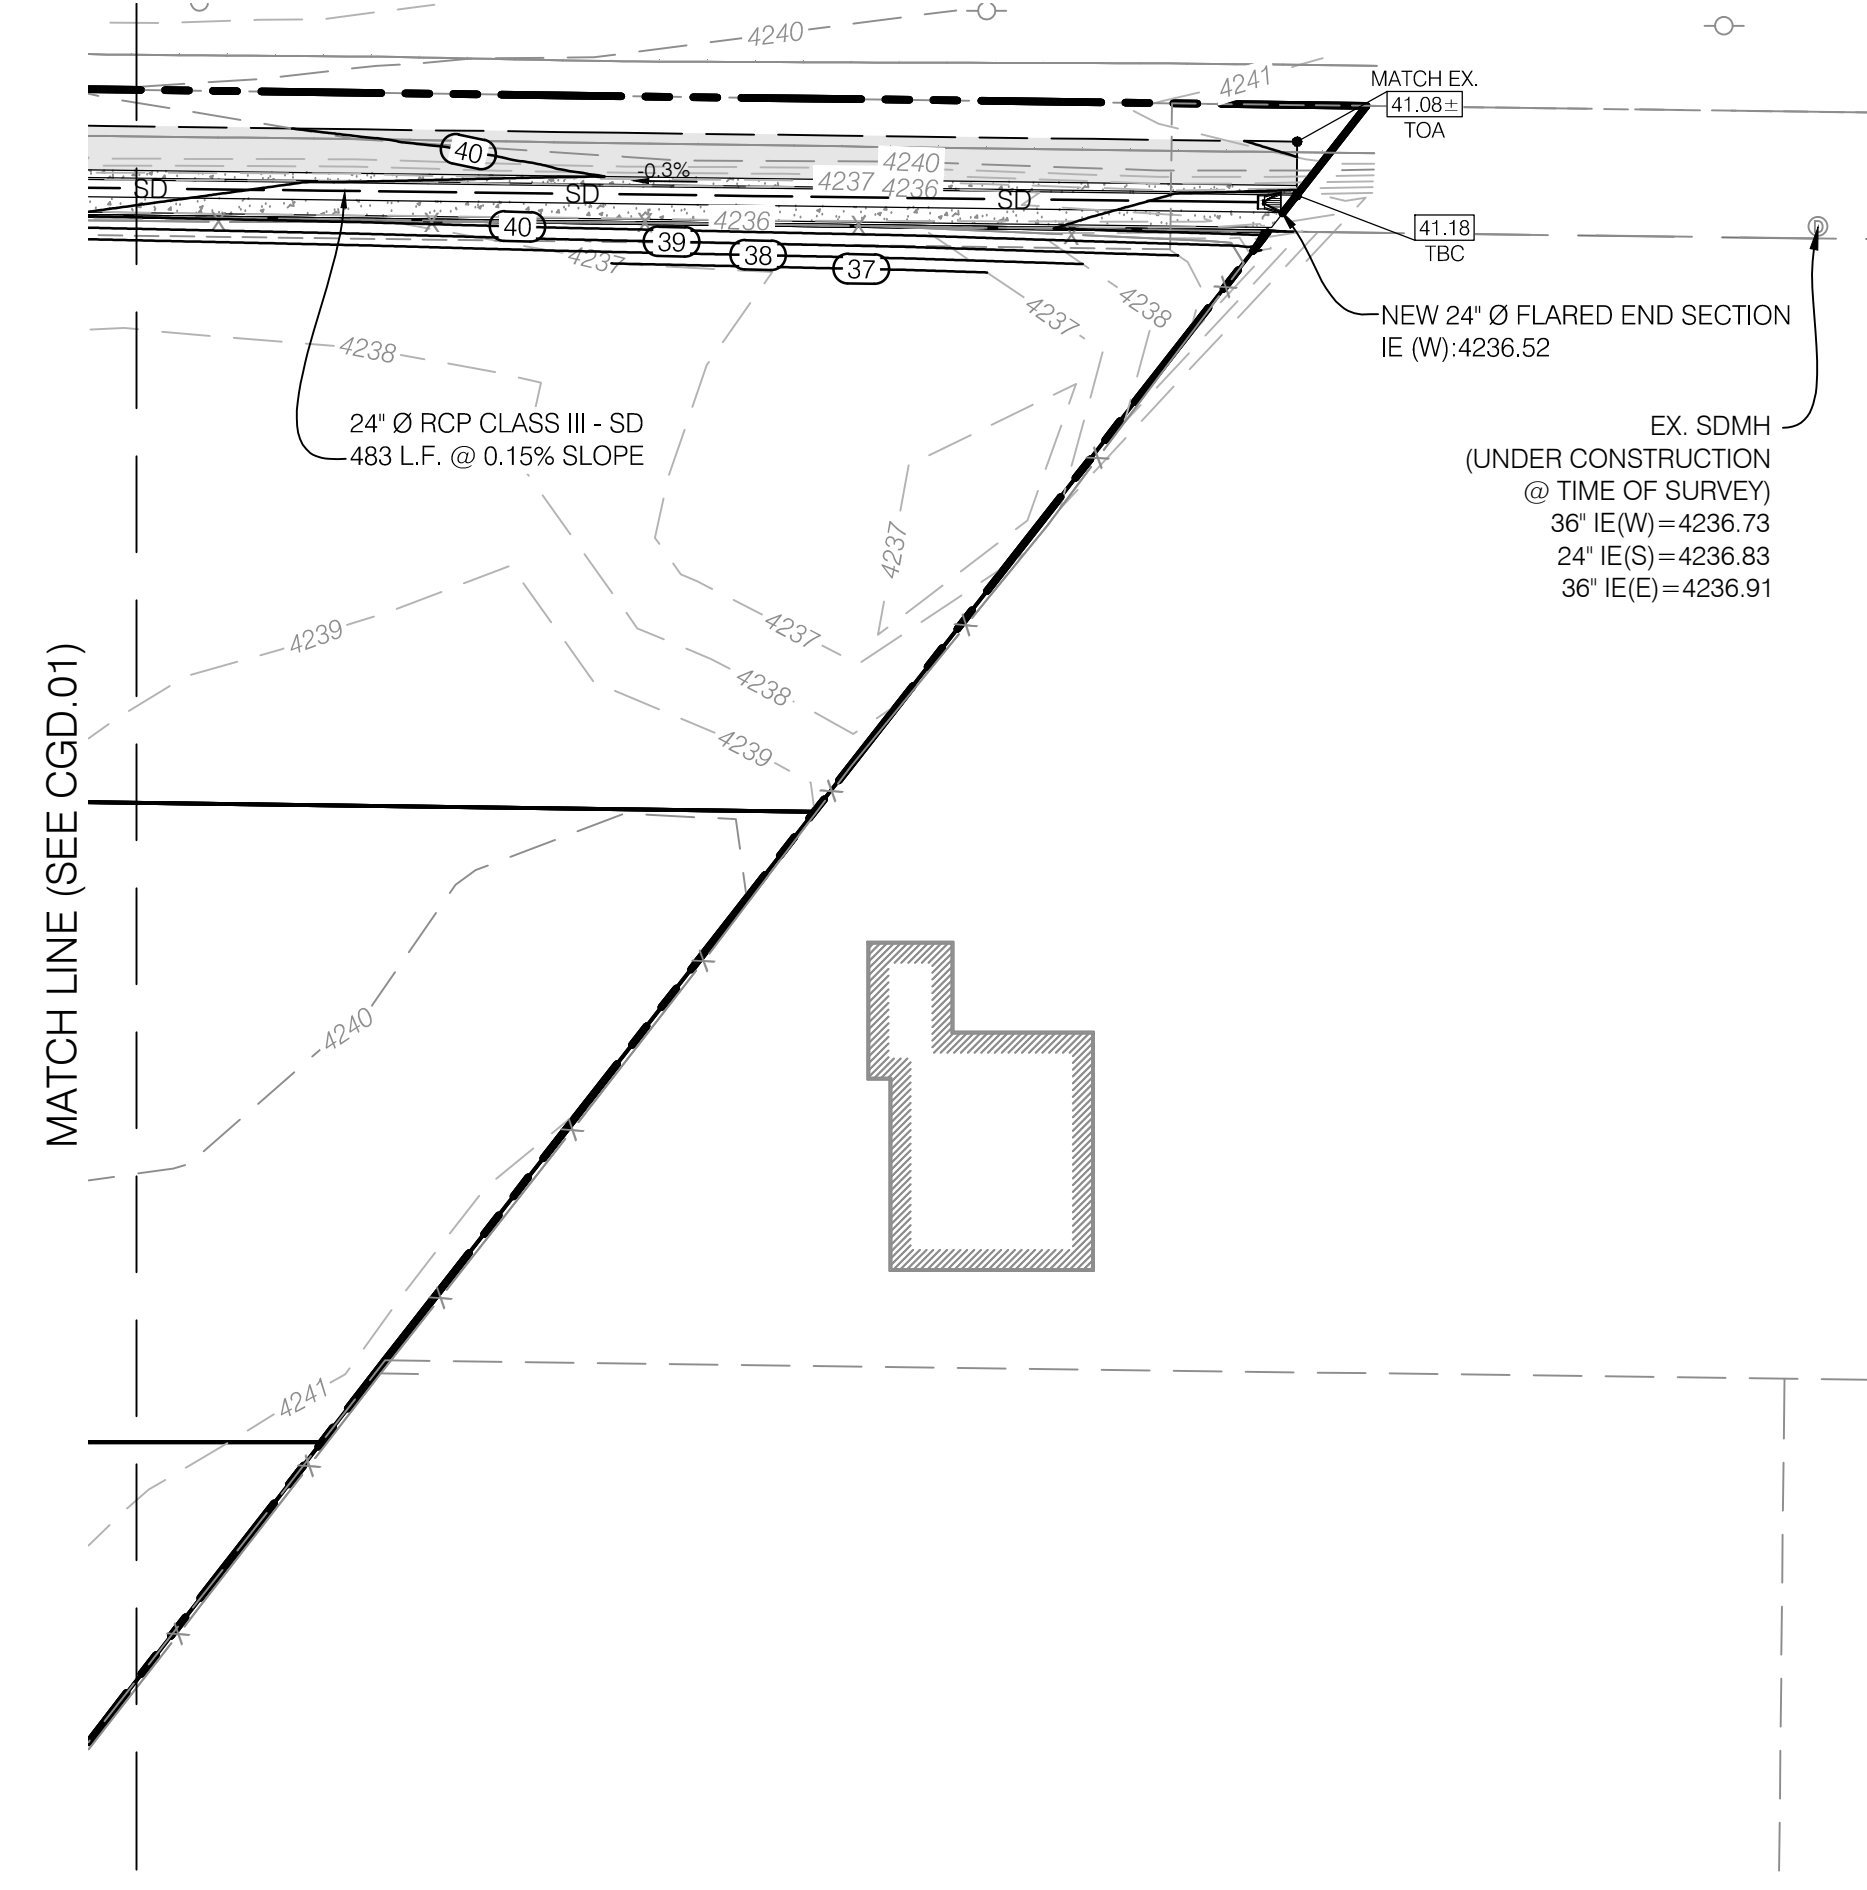 4240
4241
MATCH EX.
41.08±
TOA
40
-0.3%
4240
4237 4236
SD
SD
SD
4236
40
39
38
37
41.18
TBC
4237
4237
4238
NEW 24" Ø FLARED END SECTION
IE (W):4236.52
4238
24" Ø RCP CLASS III - SD
483 L.F. @ 0.15% SLOPE
EX. SDMH
(UNDER CONSTRUCTION
@ TIME OF SURVEY)
36" IE(W)=4236.73
24" IE(S)=4236.83
36" IE(E)=4236.91
D
4237
4239
4237
4238
4239
MATCH LINE (SEE CGD.01)
4240
4241